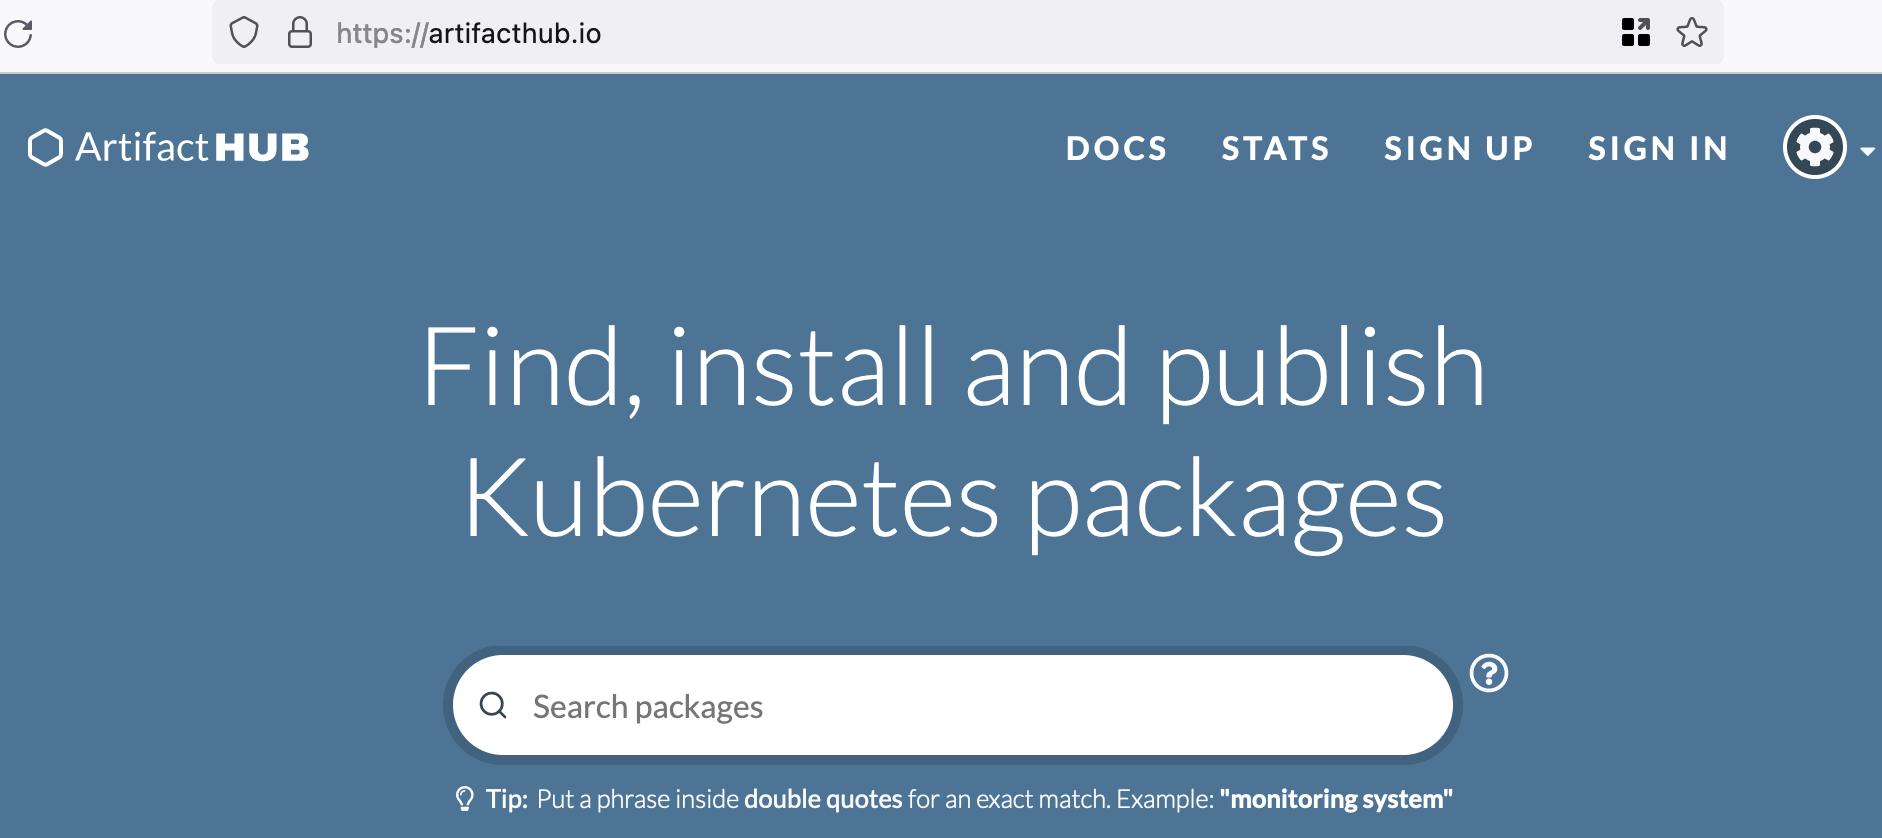 https://artifacthub.io
Artifact HUB
DOCS
STATS
SIGN UP
SIGN IN
Find, install and publish
Kubernetes packages
Search packages
?
Tip: Put a phrase inside double quotes for an exact match. Example: "monitoring system"